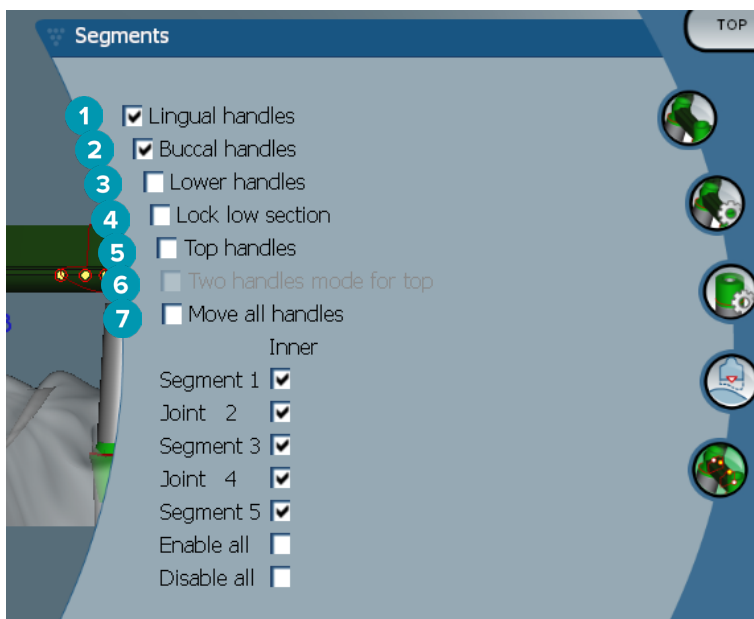 TOP
Segments
1 Lingual handles
2 Buccal handles
3 Lower handles
4 Lock low section
5 Top handles
6 Two handles mode for top
7 Move all handles
Inner
Segment 1
Joint 2
Segment 3
Joint 4
Segment 5
Enable all
Disable all